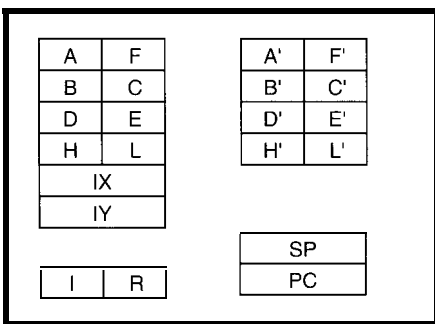 A F A' F'
B C B' C'
D E D' E'
H L H' L'
IX
IY
SP
I R PC